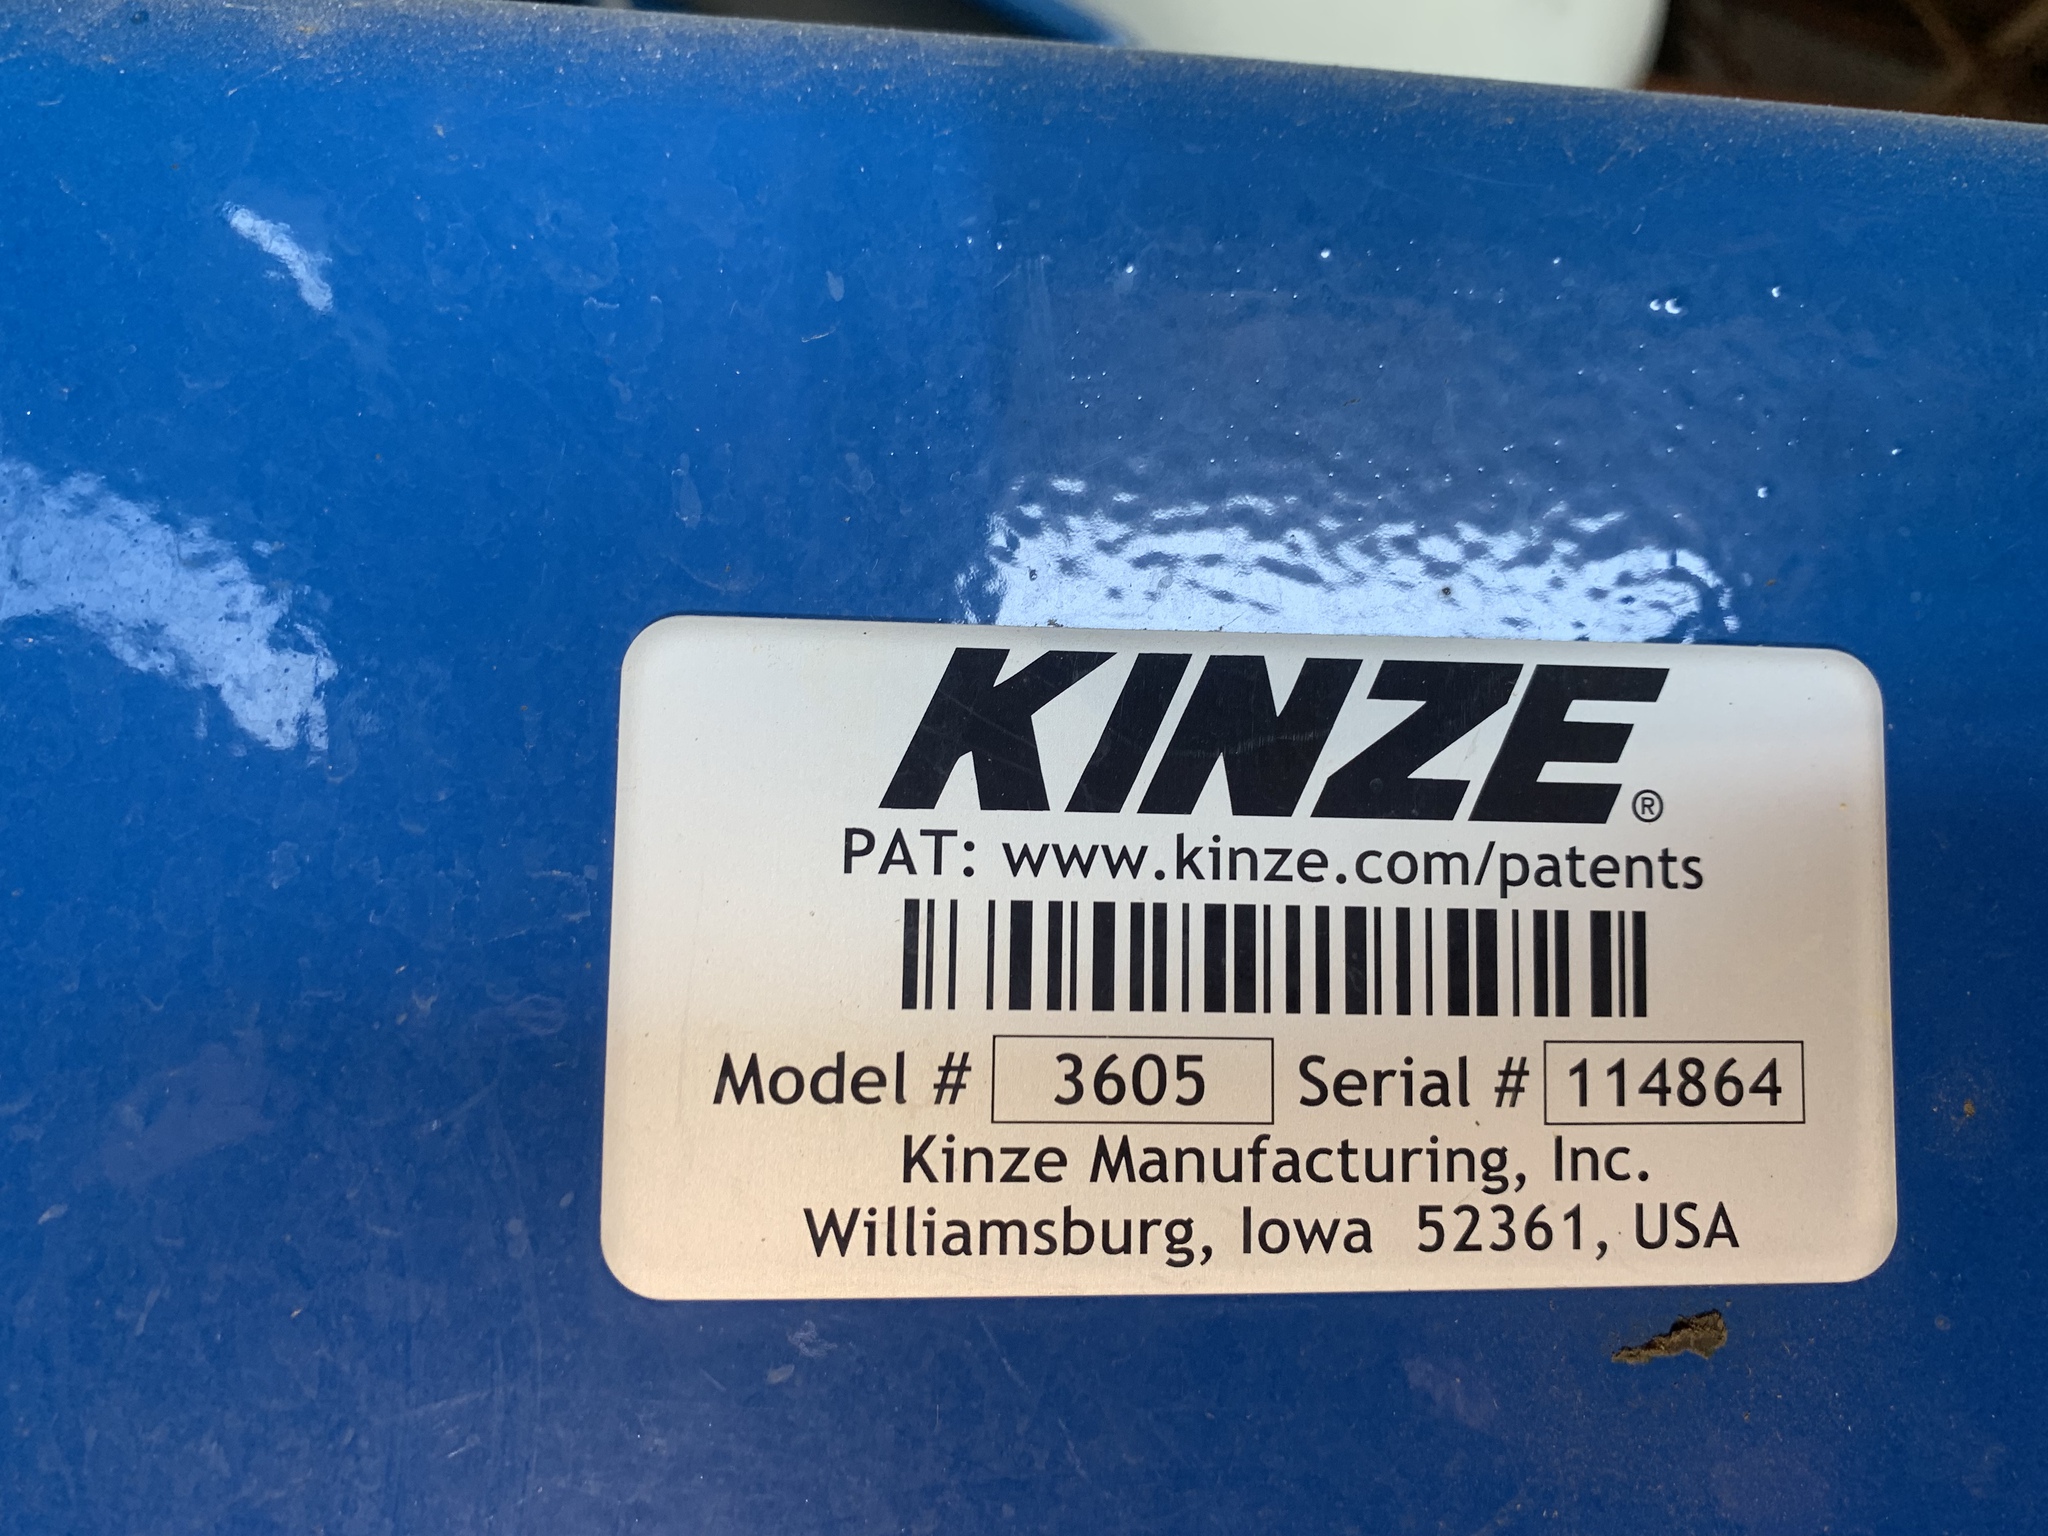 KINZE®
PAT: www.kinze.com/patents
Model # 3605 Serial # 114864
Kinze Manufacturing, Inc.
Williamsburg, Iowa 52361, USA